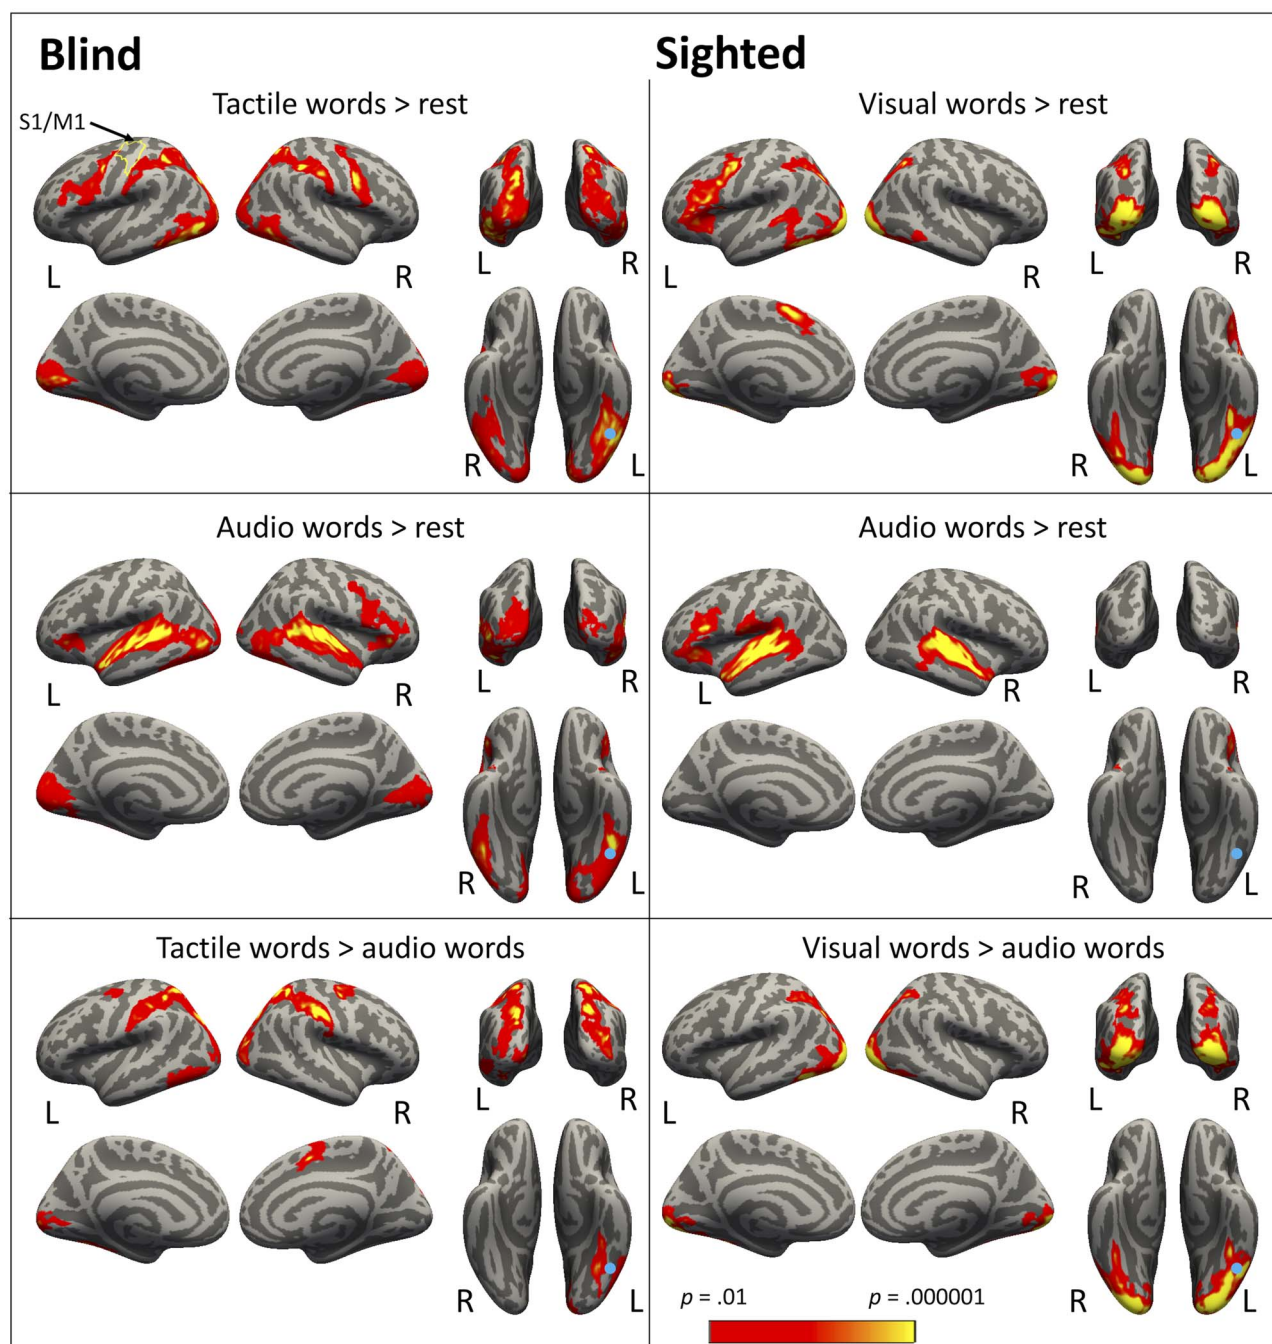 Blind
Sighted
Tactile words > rest
S1/M1
L
R
L
R
R
L
Visual words > rest
L
R
L
R
R
L
Audio words > rest
L
R
L
R
R
L
Audio words > rest
L
R
L
R
R
L
Tactile words > audio words
L
R
L
R
R
L
Visual words > audio words
L
R
L
R
R
L
p = .01
p = .000001